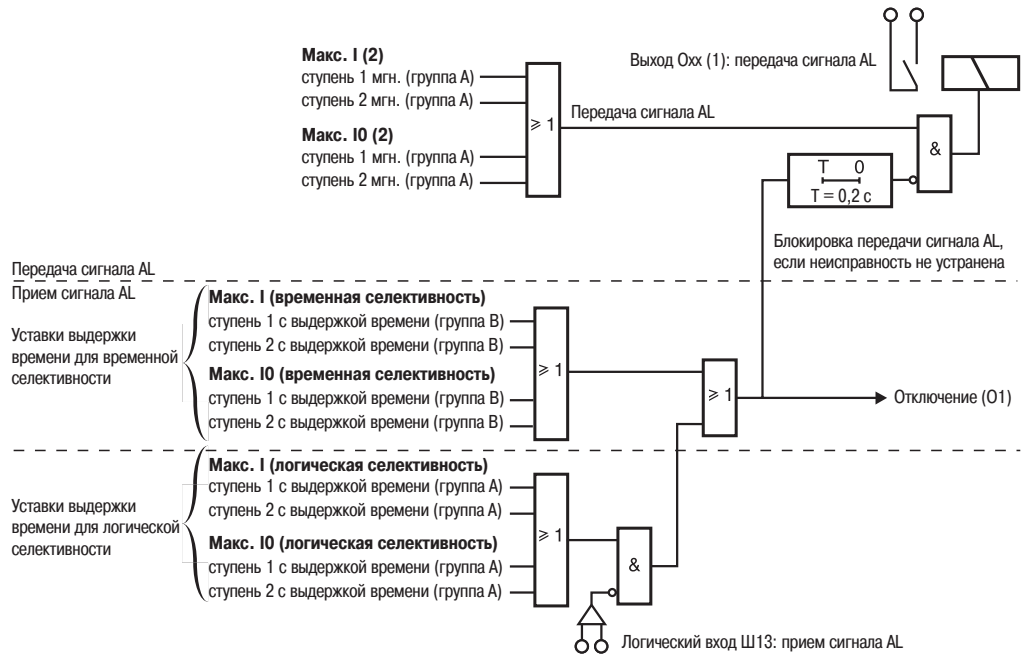 Макс. I (2)
ступень 1 мгн. (группа A)
ступень 2 мгн. (группа A)
Макс. I0 (2)
ступень 1 мгн. (группа A)
ступень 2 мгн. (группа A)
⩾ 1
Выход Oxx (1): передача сигнала AL
Передача сигнала AL
&
T 0
T = 0,2 с
Блокировка передачи сигнала AL,
если неисправность не устранена
Передача сигнала AL
Прием сигнала AL
Уставки выдержки
времени для временной
селективности
Макс. I (временная селективность)
ступень 1 с выдержкой времени (группа B)
ступень 2 с выдержкой времени (группа B)
Макс. I0 (временная селективность)
ступень 1 с выдержкой времени (группа B)
ступень 2 с выдержкой времени (группа B)
⩾ 1
⩾ 1
Отключение (O1)
Уставки выдержки
времени для логической
селективности
Макс. I (логическая селективность)
ступень 1 с выдержкой времени (группа A)
ступень 2 с выдержкой времени (группа A)
Макс. I0 (логическая селективность)
ступень 1 с выдержкой времени (группа A)
ступень 2 с выдержкой времени (группа A)
⩾ 1
&
Логический вход Ш13: прием сигнала AL